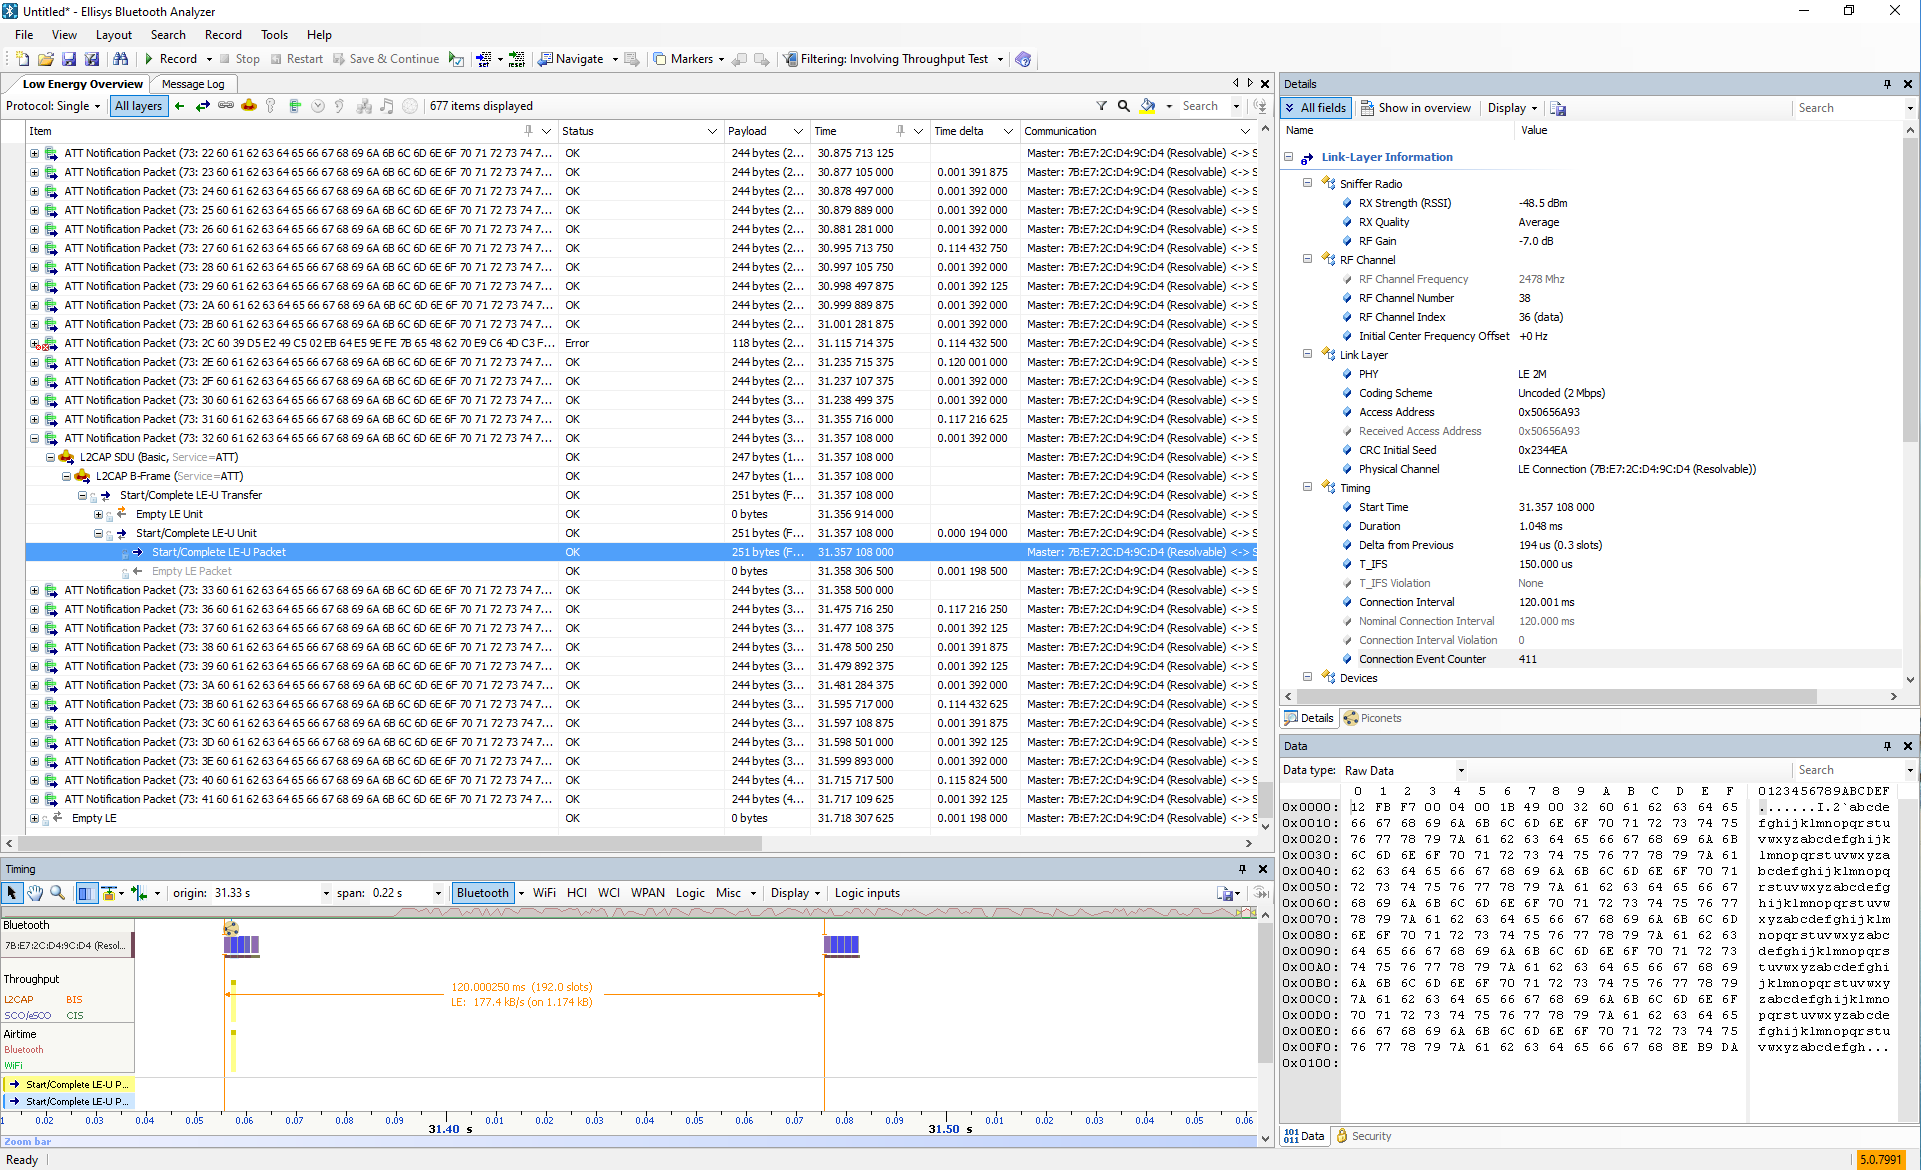 Untitled* - Ellisys Bluetooth Analyzer
File View Layout Search Record Tools Help
Record Stop Restart Save & Continue Navigate Markers Filtering: Involving Throughput Test
Low Energy Overview Message Log
Protocol: Single All layers 677 items displayed Search
Item Status Payload Time Time delta Communication
ATT Notification Packet (73: 22 60 61 62 63 64 65 66 67 68 69 6A 6B 6C 6D 6E 6F 70 71 72 73 74 7... OK 244 bytes (2... 30.875 713 125 Master: 7B:E7:2C:D4:9C:D4 (Resolvable) <-> S
ATT Notification Packet (73: 23 60 61 62 63 64 65 66 67 68 69 6A 6B 6C 6D 6E 6F 70 71 72 73 74 7... OK 244 bytes (2... 30.877 105 000 0.001 391 875 Master: 7B:E7:2C:D4:9C:D4 (Resolvable) <-> S
ATT Notification Packet (73: 24 60 61 62 63 64 65 66 67 68 69 6A 6B 6C 6D 6E 6F 70 71 72 73 74 7... OK 244 bytes (2... 30.878 497 000 0.001 392 000 Master: 7B:E7:2C:D4:9C:D4 (Resolvable) <-> S
ATT Notification Packet (73: 25 60 61 62 63 64 65 66 67 68 69 6A 6B 6C 6D 6E 6F 70 71 72 73 74 7... OK 244 bytes (2... 30.879 889 000 0.001 392 000 Master: 7B:E7:2C:D4:9C:D4 (Resolvable) <-> S
ATT Notification Packet (73: 26 60 61 62 63 64 65 66 67 68 69 6A 6B 6C 6D 6E 6F 70 71 72 73 74 7... OK 244 bytes (2... 30.881 281 000 0.001 392 000 Master: 7B:E7:2C:D4:9C:D4 (Resolvable) <-> S
ATT Notification Packet (73: 27 60 61 62 63 64 65 66 67 68 69 6A 6B 6C 6D 6E 6F 70 71 72 73 74 7... OK 244 bytes (2... 30.995 713 750 0.114 432 750 Master: 7B:E7:2C:D4:9C:D4 (Resolvable) <-> S
ATT Notification Packet (73: 28 60 61 62 63 64 65 66 67 68 69 6A 6B 6C 6D 6E 6F 70 71 72 73 74 7... OK 244 bytes (2... 30.997 105 750 0.001 392 000 Master: 7B:E7:2C:D4:9C:D4 (Resolvable) <-> S
ATT Notification Packet (73: 29 60 61 62 63 64 65 66 67 68 69 6A 6B 6C 6D 6E 6F 70 71 72 73 74 7... OK 244 bytes (2... 30.998 497 875 0.001 392 125 Master: 7B:E7:2C:D4:9C:D4 (Resolvable) <-> S
ATT Notification Packet (73: 2A 60 61 62 63 64 65 66 67 68 69 6A 6B 6C 6D 6E 6F 70 71 72 73 74 7... OK 244 bytes (2... 30.999 889 875 0.001 392 000 Master: 7B:E7:2C:D4:9C:D4 (Resolvable) <-> S
ATT Notification Packet (73: 2B 60 61 62 63 64 65 66 67 68 69 6A 6B 6C 6D 6E 6F 70 71 72 73 74 7... OK 244 bytes (2... 31.001 281 875 0.001 392 000 Master: 7B:E7:2C:D4:9C:D4 (Resolvable) <-> S
ATT Notification Packet (73: 2C 60 39 D5 E2 49 C5 02 EB 64 E5 9E FE 7B 65 48 62 70 E9 C6 4D C3 F... Error 118 bytes (2... 31.115 714 375 0.114 432 500 Master: 7B:E7:2C:D4:9C:D4 (Resolvable) <-> S
ATT Notification Packet (73: 2E 60 61 62 63 64 65 66 67 68 69 6A 6B 6C 6D 6E 6F 70 71 72 73 74 7... OK 244 bytes (2... 31.235 715 375 0.120 001 000 Master: 7B:E7:2C:D4:9C:D4 (Resolvable) <-> S
ATT Notification Packet (73: 2F 60 61 62 63 64 65 66 67 68 69 6A 6B 6C 6D 6E 6F 70 71 72 73 74 7... OK 244 bytes (2... 31.237 107 375 0.001 392 000 Master: 7B:E7:2C:D4:9C:D4 (Resolvable) <-> S
ATT Notification Packet (73: 30 60 61 62 63 64 65 66 67 68 69 6A 6B 6C 6D 6E 6F 70 71 72 73 74 7... OK 244 bytes (3... 31.238 499 375 0.001 392 000 Master: 7B:E7:2C:D4:9C:D4 (Resolvable) <-> S
ATT Notification Packet (73: 31 60 61 62 63 64 65 66 67 68 69 6A 6B 6C 6D 6E 6F 70 71 72 73 74 7... OK 244 bytes (3... 31.355 716 000 0.117 216 625 Master: 7B:E7:2C:D4:9C:D4 (Resolvable) <-> S
ATT Notification Packet (73: 32 60 61 62 63 64 65 66 67 68 69 6A 6B 6C 6D 6E 6F 70 71 72 73 74 7... OK 244 bytes (3... 31.357 108 000 0.001 392 000 Master: 7B:E7:2C:D4:9C:D4 (Resolvable) <-> S
L2CAP SDU (Basic, Service=ATT) OK 247 bytes (1... 31.357 108 000 Master: 7B:E7:2C:D4:9C:D4 (Resolvable) <-> S
L2CAP B-Frame (Service=ATT) OK 247 bytes (1... 31.357 108 000 Master: 7B:E7:2C:D4:9C:D4 (Resolvable) <-> S
Start/Complete LE-U Transfer OK 251 bytes (F... 31.357 108 000 Master: 7B:E7:2C:D4:9C:D4 (Resolvable) <-> S
Empty LE Unit OK 0 bytes 31.356 914 000 Master: 7B:E7:2C:D4:9C:D4 (Resolvable) <-> S
Start/Complete LE-U Unit OK 251 bytes (F... 31.357 108 000 0.000 194 000 Master: 7B:E7:2C:D4:9C:D4 (Resolvable) <-> S
Start/Complete LE-U Packet OK 251 bytes (F... 31.357 108 000 Master: 7B:E7:2C:D4:9C:D4 (Resolvable) <-> S
Empty LE Packet OK 0 bytes 31.358 306 500 0.001 198 500 Master: 7B:E7:2C:D4:9C:D4 (Resolvable) <-> S
ATT Notification Packet (73: 33 60 61 62 63 64 65 66 67 68 69 6A 6B 6C 6D 6E 6F 70 71 72 73 74 7... OK 244 bytes (3... 31.358 500 000 Master: 7B:E7:2C:D4:9C:D4 (Resolvable) <-> S
ATT Notification Packet (73: 36 60 61 62 63 64 65 66 67 68 69 6A 6B 6C 6D 6E 6F 70 71 72 73 74 7... OK 244 bytes (3... 31.475 716 250 0.117 216 250 Master: 7B:E7:2C:D4:9C:D4 (Resolvable) <-> S
ATT Notification Packet (73: 37 60 61 62 63 64 65 66 67 68 69 6A 6B 6C 6D 6E 6F 70 71 72 73 74 7... OK 244 bytes (3... 31.477 108 375 0.001 392 125 Master: 7B:E7:2C:D4:9C:D4 (Resolvable) <-> S
ATT Notification Packet (73: 38 60 61 62 63 64 65 66 67 68 69 6A 6B 6C 6D 6E 6F 70 71 72 73 74 7... OK 244 bytes (3... 31.478 500 250 0.001 391 875 Master: 7B:E7:2C:D4:9C:D4 (Resolvable) <-> S
ATT Notification Packet (73: 39 60 61 62 63 64 65 66 67 68 69 6A 6B 6C 6D 6E 6F 70 71 72 73 74 7... OK 244 bytes (3... 31.479 892 375 0.001 392 125 Master: 7B:E7:2C:D4:9C:D4 (Resolvable) <-> S
ATT Notification Packet (73: 3A 60 61 62 63 64 65 66 67 68 69 6A 6B 6C 6D 6E 6F 70 71 72 73 74 7... OK 244 bytes (3... 31.481 284 375 0.001 392 000 Master: 7B:E7:2C:D4:9C:D4 (Resolvable) <-> S
ATT Notification Packet (73: 3B 60 61 62 63 64 65 66 67 68 69 6A 6B 6C 6D 6E 6F 70 71 72 73 74 7... OK 244 bytes (3... 31.595 717 000 0.114 432 625 Master: 7B:E7:2C:D4:9C:D4 (Resolvable) <-> S
ATT Notification Packet (73: 3C 60 61 62 63 64 65 66 67 68 69 6A 6B 6C 6D 6E 6F 70 71 72 73 74 7... OK 244 bytes (3... 31.597 108 875 0.001 391 875 Master: 7B:E7:2C:D4:9C:D4 (Resolvable) <-> S
ATT Notification Packet (73: 3D 60 61 62 63 64 65 66 67 68 69 6A 6B 6C 6D 6E 6F 70 71 72 73 74 7... OK 244 bytes (3... 31.598 501 000 0.001 392 125 Master: 7B:E7:2C:D4:9C:D4 (Resolvable) <-> S
ATT Notification Packet (73: 3E 60 61 62 63 64 65 66 67 68 69 6A 6B 6C 6D 6E 6F 70 71 72 73 74 7... OK 244 bytes (3... 31.599 893 000 0.001 392 000 Master: 7B:E7:2C:D4:9C:D4 (Resolvable) <-> S
ATT Notification Packet (73: 40 60 61 62 63 64 65 66 67 68 69 6A 6B 6C 6D 6E 6F 70 71 72 73 74 7... OK 244 bytes (4... 31.715 717 500 0.115 824 500 Master: 7B:E7:2C:D4:9C:D4 (Resolvable) <-> S
ATT Notification Packet (73: 41 60 61 62 63 64 65 66 67 68 69 6A 6B 6C 6D 6E 6F 70 71 72 73 74 7... OK 244 bytes (4... 31.717 109 625 0.001 392 125 Master: 7B:E7:2C:D4:9C:D4 (Resolvable) <-> S
Empty LE OK 0 bytes 31.718 307 625 0.001 198 000 Master: 7B:E7:2C:D4:9C:D4 (Resolvable) <-> S
Timing
origin: 31.33 s span: 0.22 s Bluetooth WiFi HCI WCI WPAN Logic Misc Display Logic inputs
Bluetooth
7B:E7:2C:D4:9C:D4 (Resol...
Throughput
L2CAP BIS
SCO/eSCO CIS
Airtime
Bluetooth
WiFi
120.000250 ms (192.0 slots)
LE: 177.4 kB/s (on 1.174 kB)
Start/Complete LE-U P...
Start/Complete LE-U P...
1 0.02 0.03 0.04 0.05 0.06 0.07 0.08 0.09 31.40 s 0.01 0.02 0.03 0.04 0.05 0.06 0.07 0.08 0.09 31.50 s 0.01 0.02 0.03 0.04 0.05 0.06
Zoom bar
Ready
Details
All fields Show in overview Display Search
Name Value
Link-Layer Information
Sniffer Radio
RX Strength (RSSI) -48.5 dBm
RX Quality Average
RF Gain -7.0 dB
RF Channel
RF Channel Frequency 2478 Mhz
RF Channel Number 38
RF Channel Index 36 (data)
Initial Center Frequency Offset +0 Hz
Link Layer
PHY LE 2M
Coding Scheme Uncoded (2 Mbps)
Access Address 0x50656A93
Received Access Address 0x50656A93
CRC Initial Seed 0x2344EA
Physical Channel LE Connection (7B:E7:2C:D4:9C:D4 (Resolvable))
Timing
Start Time 31.357 108 000
Duration 1.048 ms
Delta from Previous 194 us (0.3 slots)
T_IFS 150.000 us
T_IFS Violation None
Connection Interval 120.001 ms
Nominal Connection Interval 120.000 ms
Connection Interval Violation 0
Connection Event Counter 411
Devices
Details Piconets
Data
Data type: Raw Data Search
0 1 2 3 4 5 6 7 8 9 A B C D E F 0123456789ABCDEF
0x0000: 12 FB F7 00 04 00 1B 49 00 32 60 61 62 63 64 65 .......I.2`abcde
0x0010: 66 67 68 69 6A 6B 6C 6D 6E 6F 70 71 72 73 74 75 fghijklmnopqrstu
0x0020: 76 77 78 79 7A 61 62 63 64 65 66 67 68 69 6A 6B vwxyzabcdefghijk
0x0030: 6C 6D 6E 6F 70 71 72 73 74 75 76 77 78 79 7A 61 lmnopqrstuvwxyza
0x0040: 62 63 64 65 66 67 68 69 6A 6B 6C 6D 6E 6F 70 71 bcdefghijklmnopq
0x0050: 72 73 74 75 76 77 78 79 7A 61 62 63 64 65 66 67 rstuvwxyzabcdefg
0x0060: 68 69 6A 6B 6C 6D 6E 6F 70 71 72 73 74 75 76 77 hijklmnopqrstuvw
0x0070: 78 79 7A 61 62 63 64 65 66 67 68 69 6A 6B 6C 6D xyzabcdefghijklm
0x0080: 6E 6F 70 71 72 73 74 75 76 77 78 79 7A 61 62 63 nopqrstuvwxyzabc
0x0090: 64 65 66 67 68 69 6A 6B 6C 6D 6E 6F 70 71 72 73 defghijklmnopqrs
0x00A0: 74 75 76 77 78 79 7A 61 62 63 64 65 66 67 68 69 tuvwxyzabcdefghi
0x00B0: 6A 6B 6C 6D 6E 6F 70 71 72 73 74 75 76 77 78 79 jklmnopqrstuvwxy
0x00C0: 7A 61 62 63 64 65 66 67 68 69 6A 6B 6C 6D 6E 6F zabcdefghijklmno
0x00D0: 70 71 72 73 74 75 76 77 78 79 7A 61 62 63 64 65 pqrstuvwxyzabcde
0x00E0: 66 67 68 69 6A 6B 6C 6D 6E 6F 70 71 72 73 74 75 fghijklmnopqrstu
0x00F0: 76 77 78 79 7A 61 62 63 64 65 66 67 68 8E B9 DA vwxyzabcdefgh...
0x0100:
Data Security
5.0.7991